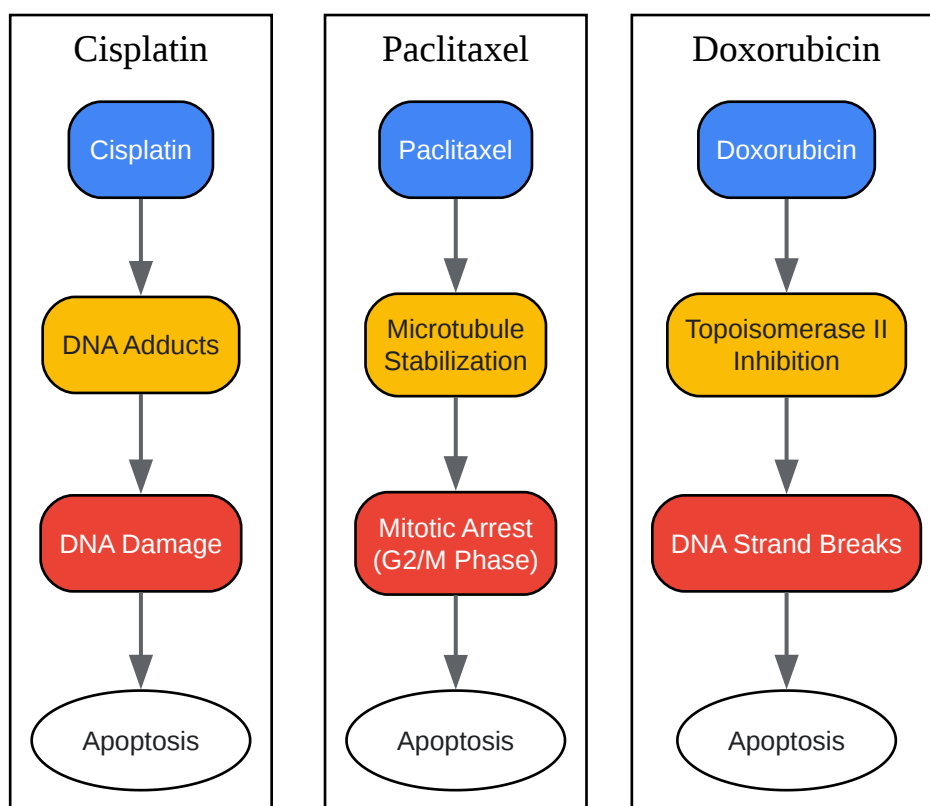 Cisplatin
Cisplatin
DNA Adducts
DNA Damage
Apoptosis
Paclitaxel
Paclitaxel
Microtubule
Stabilization
Mitotic Arrest
(G2/M Phase)
Apoptosis
Doxorubicin
Doxorubicin
Topoisomerase II
Inhibition
DNA Strand Breaks
Apoptosis